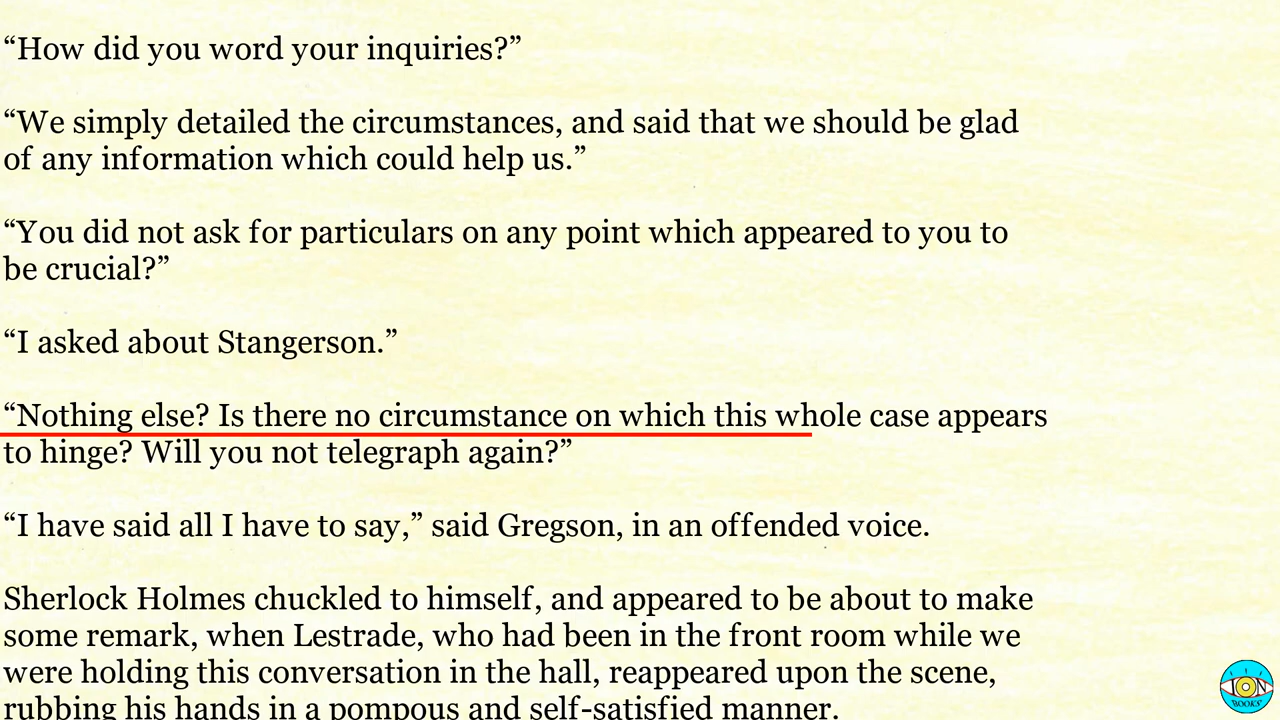 “How did you word your inquiries?”
“We simply detailed the circumstances, and said that we should be glad
of any information which could help us.”
“You did not ask for particulars on any point which appeared to you to
be crucial?”
“I asked about Stangerson.”
“Nothing else? Is there no circumstance on which this whole case appears
to hinge? Will you not telegraph again?”
“I have said all I have to say,” said Gregson, in an offended voice.
Sherlock Holmes chuckled to himself, and appeared to be about to make
some remark, when Lestrade, who had been in the front room while we
were holding this conversation in the hall, reappeared upon the scene,
rubbing his hands in a pompous and self-satisfied manner.
ION
BOOKS